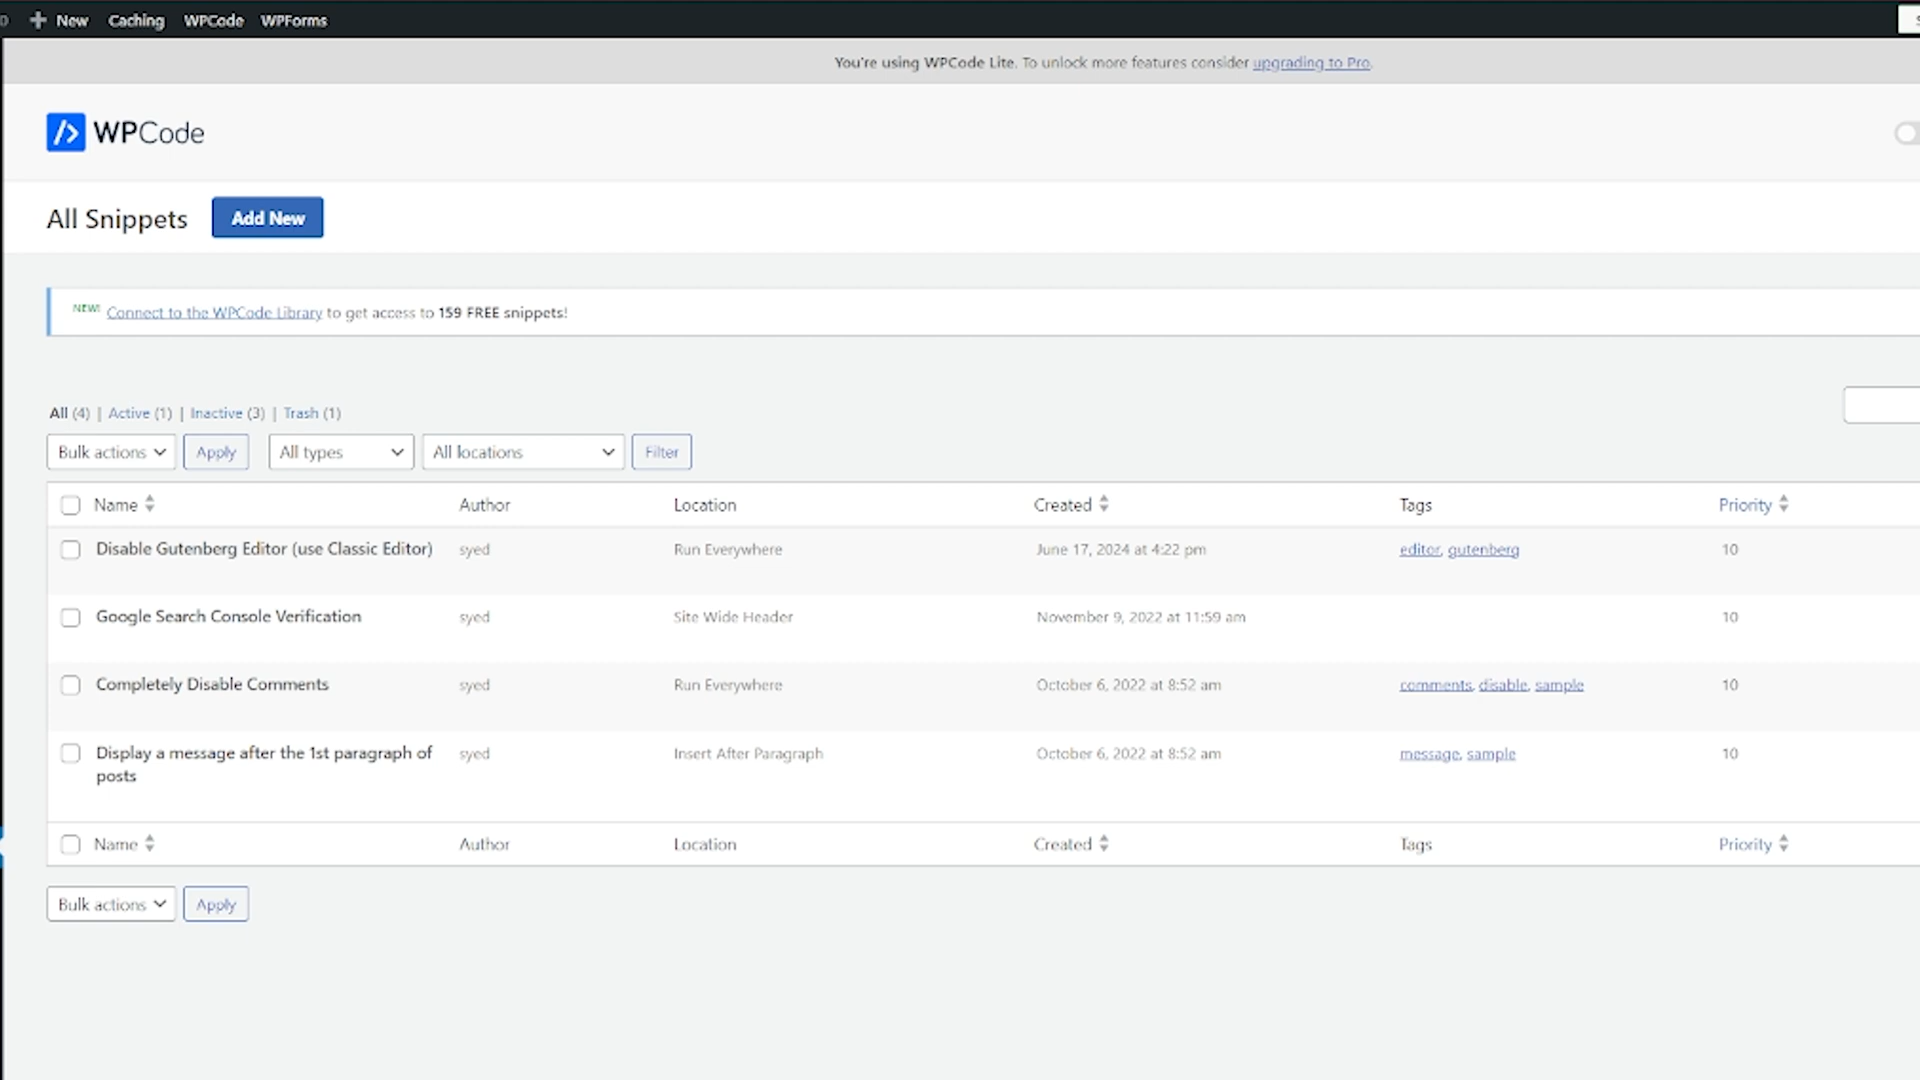 New Caching WPCode WPForms
You're using WPCode Lite. To unlock more features consider upgrading to Pro.
WPCode
All Snippets Add New
NEW! Connect to the WPCode Library to get access to 159 FREE snippets!
All (4) | Active (1) | Inactive (3) | Trash (1)
Bulk actions Apply All types All locations Filter
Name Author Location Created Tags Priority
Disable Gutenberg Editor (use Classic Editor) syed Run Everywhere June 17, 2024 at 4:22 pm editor, gutenberg 10
Google Search Console Verification syed Site Wide Header November 9, 2022 at 11:59 am 10
Completely Disable Comments syed Run Everywhere October 6, 2022 at 8:52 am comments, disable, sample 10
Display a message after the 1st paragraph of syed Insert After Paragraph October 6, 2022 at 8:52 am message, sample 10
posts
Name Author Location Created Tags Priority
Bulk actions Apply